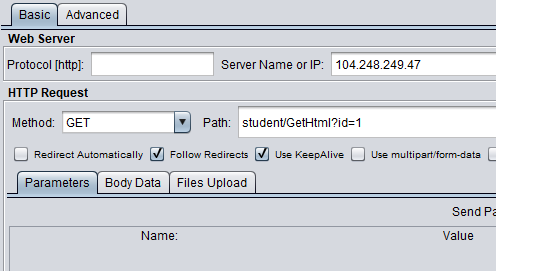 Basic Advanced
Web Server
Protocol [http]: Server Name or IP: 104.248.249.47
HTTP Request
Method: GET Path: student/GetHtml?id=1
Redirect Automatically Follow Redirects Use KeepAlive Use multipart/form-data
Parameters Body Data Files Upload
Send Pa
Name: Value